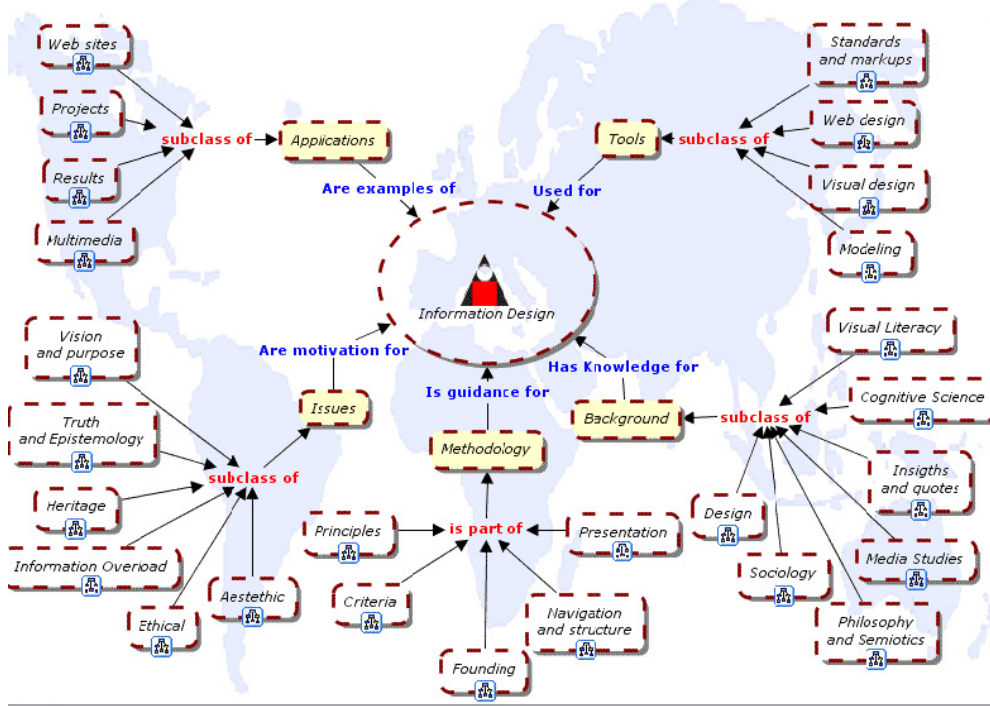 Web sites
Projects
Results
Multimedia
subclass of
Applications
Are examples of
Tools
Used for
subclass of
Standards
and markups
Web design
Visual design
Modeling
Information Design
Vision
and purpose
Truth
and Epistemology
Heritage
Information Overload
Ethical
Aestethic
subclass of
Issues
Are motivation for
Is guidance for
Methodology
is part of
Principles
Criteria
Founding
Navigation
and structure
Presentation
Has Knowledge for
Background
subclass of
Visual Literacy
Cognitive Science
Insigths
and quotes
Media Studies
Philosophy
and Semiotics
Sociology
Design